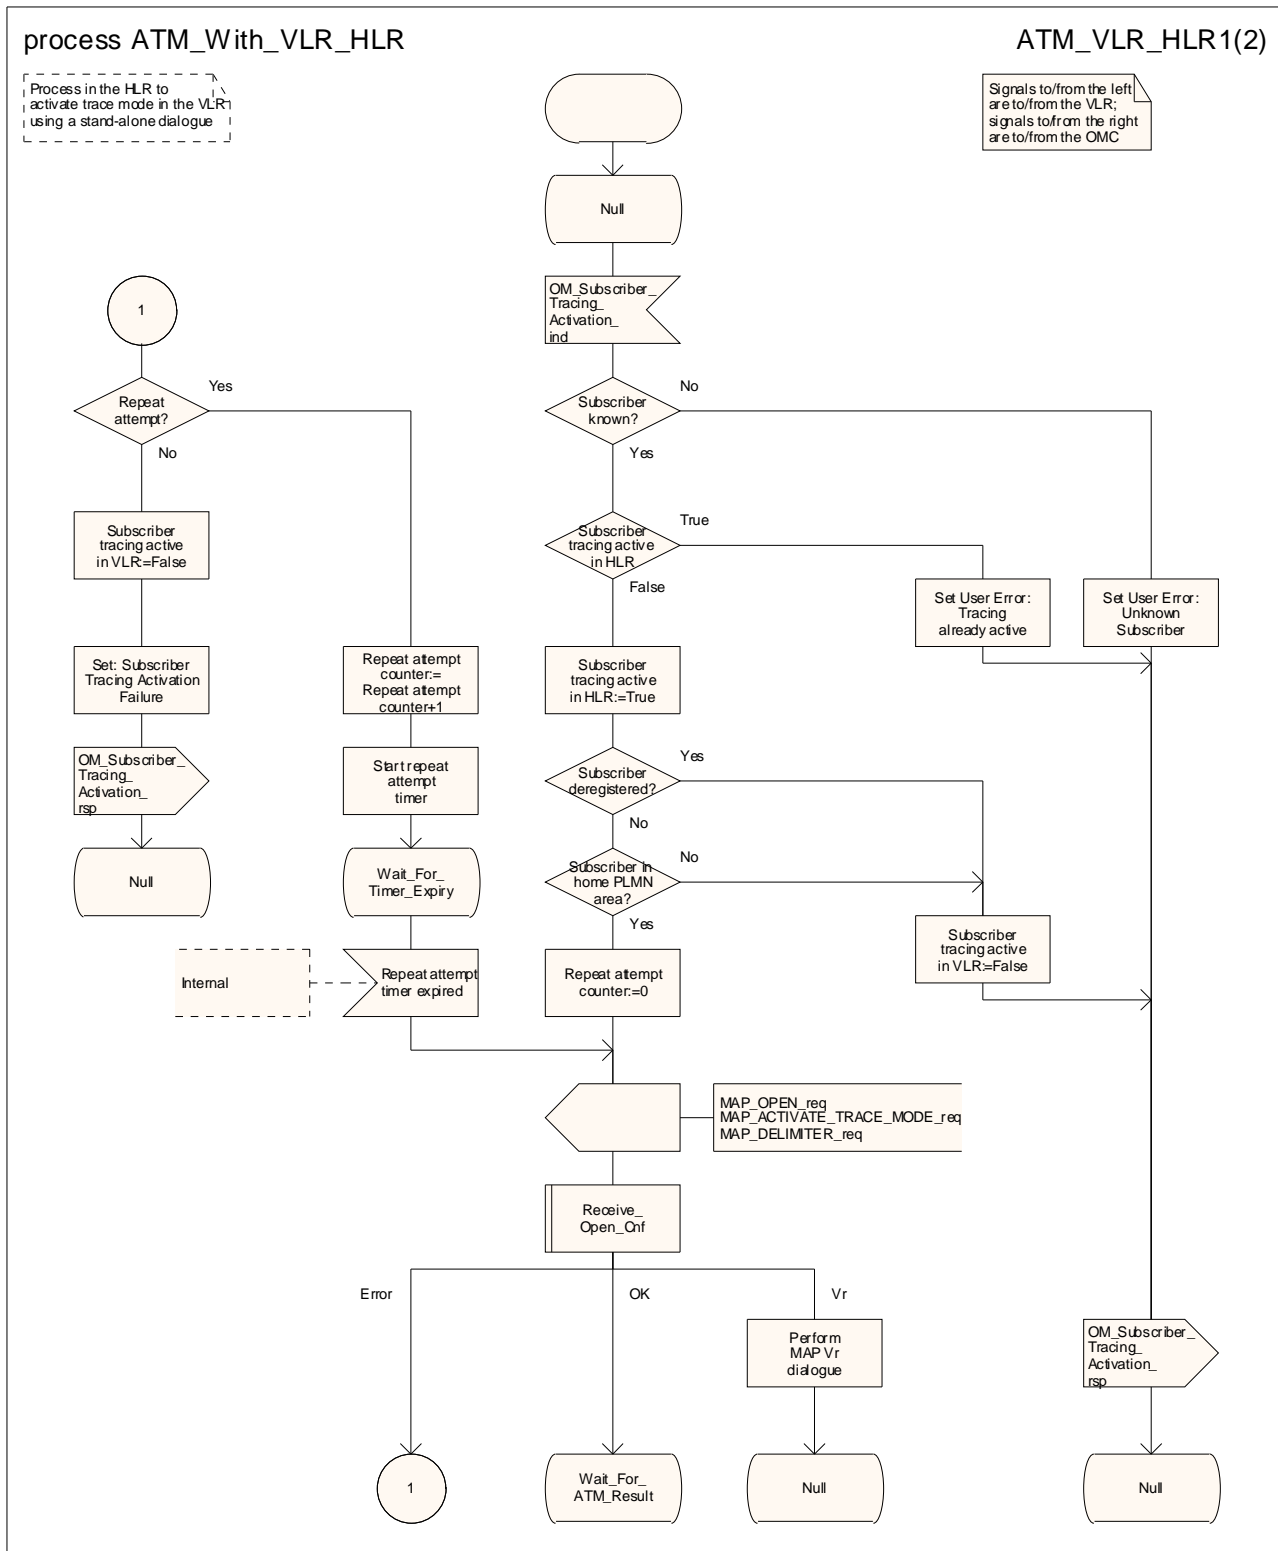 process ATM_With_VLR_HLR
ATM_VLR_HLR1(2)
Process in the HLR to
activate trace mode in the VLR
using a stand-alone dialogue
Signals to/from the left
are to/from the VLR;
signals to/from the right
are to/from the OMC
Null
OM_Subscriber_
Tracing_
Activation_
ind
1
Repeat
attempt?
Yes
No
Subscriber
known?
No
Yes
Subscriber
tracing active
in VLR:=False
Subscriber
tracing active
in HLR
True
False
Set User Error:
Tracing
already active
Set User Error:
Unknown
Subscriber
Set: Subscriber
Tracing Activation
Failure
Repeat attempt
counter:=
Repeat attempt
counter+1
Subscriber
tracing active
in HLR:=True
OM_Subscriber_
Tracing_
Activation_
rsp
Start repeat
attempt
timer
Subscriber
deregistered?
Yes
No
Null
Wait_For_
Timer_Expiry
Subscriber in
home PLMN
area?
No
Yes
Internal
Repeat attempt
timer expired
Repeat attempt
counter:=0
Subscriber
tracing active
in VLR:=False
MAP_OPEN_req
MAP_ACTIVATE_TRACE_MODE_req
MAP_DELIMITER_req
Receive_
Open_Cnf
Error
OK
Vr
Perform
MAP Vr
dialogue
OM_Subscriber_
Tracing_
Activation_
rsp
1
Wait_For_
ATM_Result
Null
Null